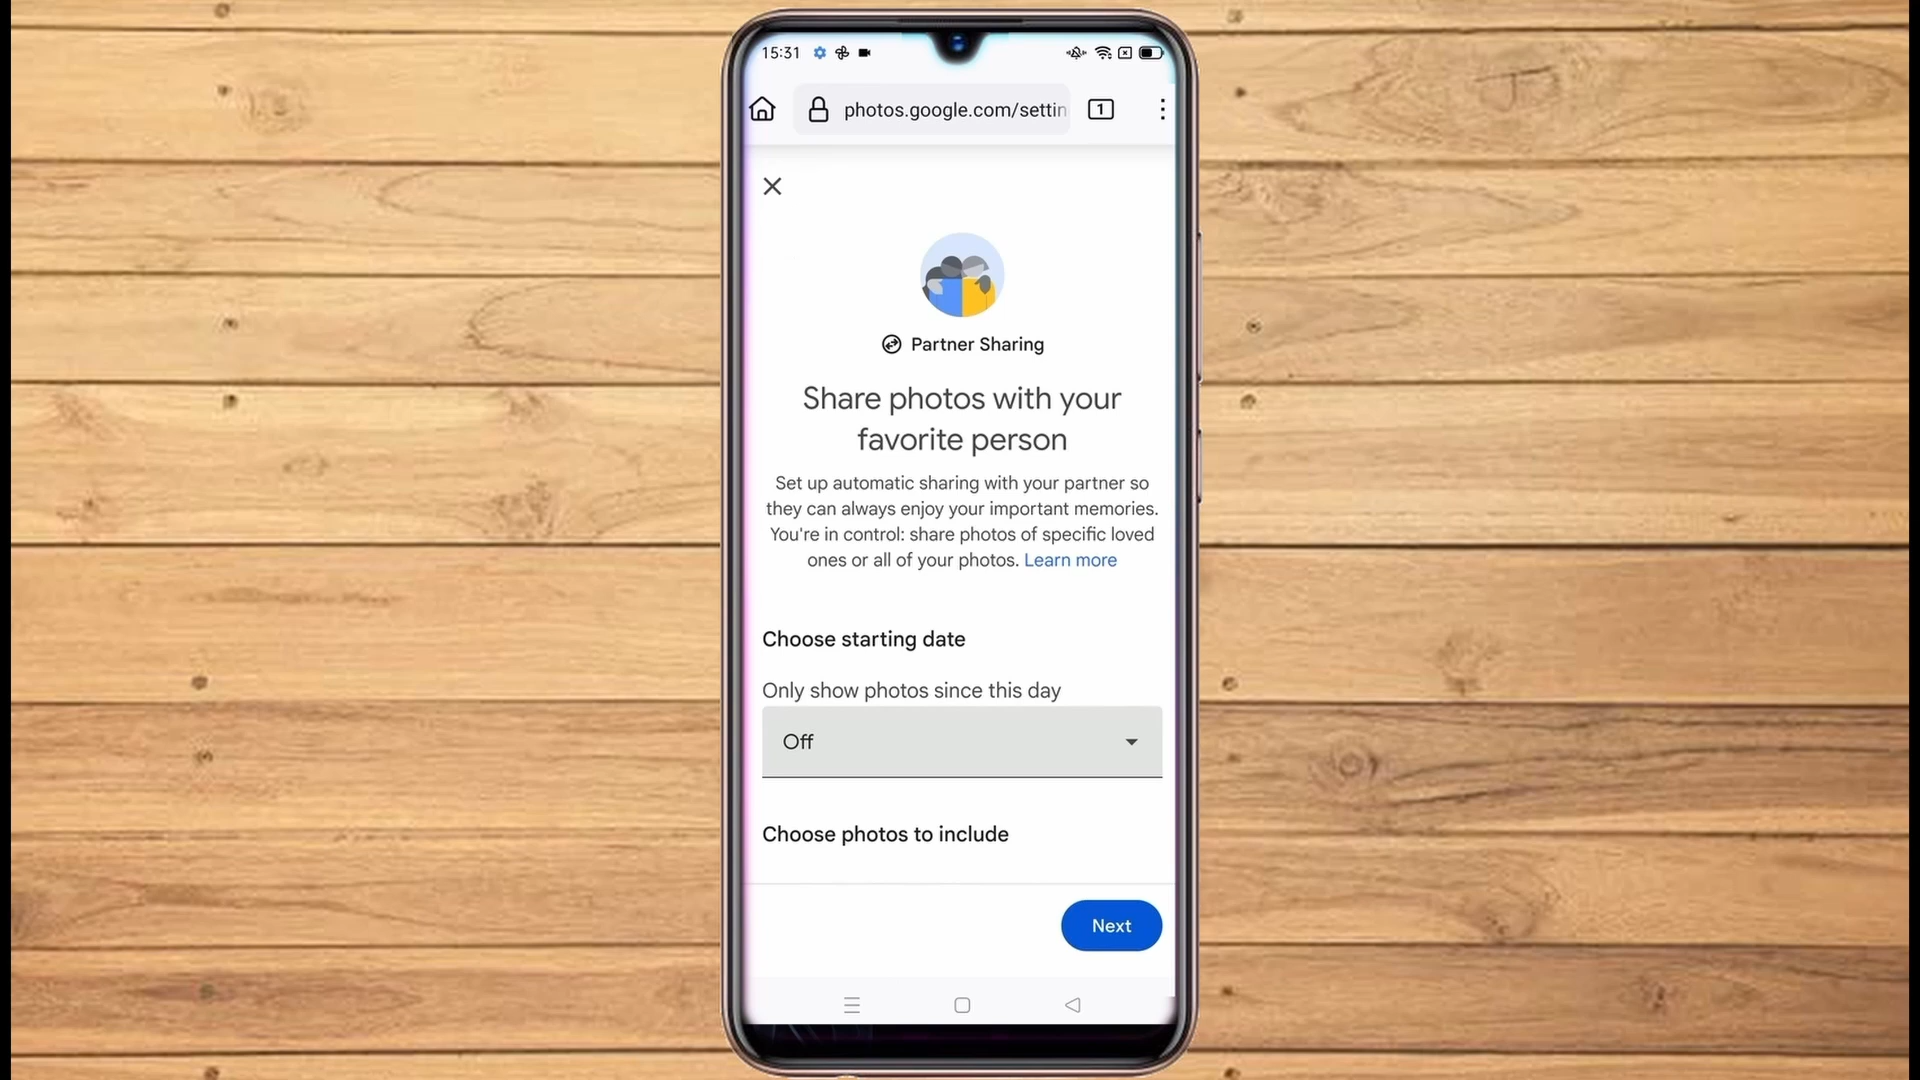 15:31
photos.google.com/settin
1
Partner Sharing
Share photos with your
favorite person
Set up automatic sharing with your partner so
they can always enjoy your important memories.
You're in control: share photos of specific loved
ones or all of your photos. Learn more
Choose starting date
Only show photos since this day
Off
Choose photos to include
Next